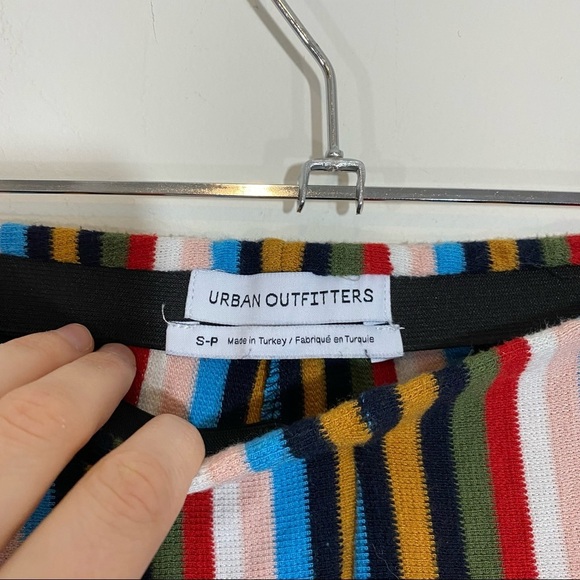 URBAN OUTFITTERS
S-P Made in Turkey / Fabriqué en Turquie